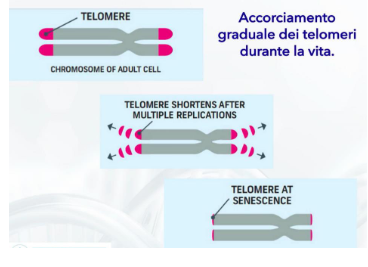 TELOMERE
CHROMOSOME OF ADULT CELL
Accorciamento
graduale dei telomeri
durante la vita.
TELOMERE SHORTENS AFTER
MULTIPLE REPLICATIONS
TELOMERE AT
SENESCENCE